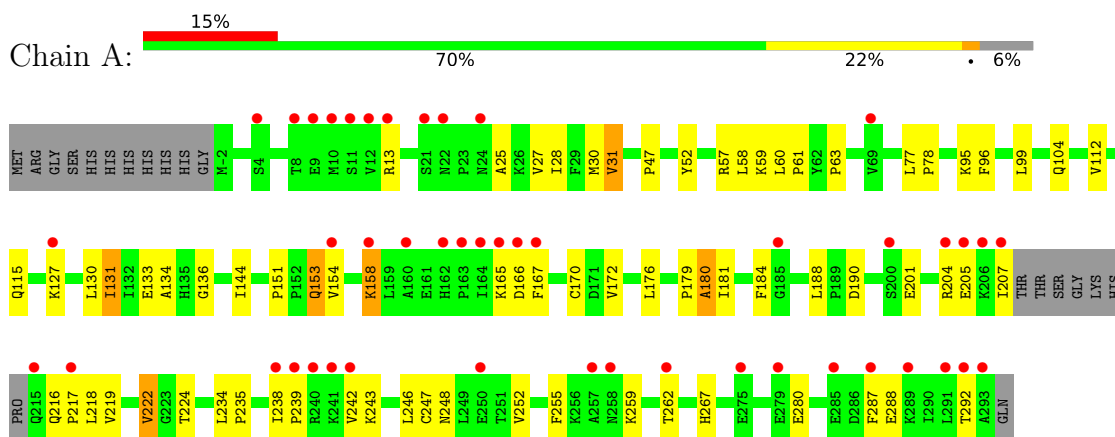 15%
Chain A:
70% 22% • 6%
MET ARG GLY SER HIS HIS HIS HIS HIS HIS GLY M-2 S4 T8 E9 M10 S11 V12 R13 S21 N22 P23 N24 A25 K26 V27 I28 F29 M30 V31 P47 Y52 R57 L58 K59 L60 P61 Y62 P63 V69 L77 P78 K95 F96 L99 Q104 V112
Q115 K127 L130 I131 I132 E133 A134 H135 G136 I144 P151 P152 Q153 V154 K158 L159 A160 E161 H162 P163 I164 K165 D166 F167 C170 D171 V172 L176 P179 A180 I181 F184 G185 L188 P189 D190 S200 E201 R204 E205 K206 I207 THR THR SER GLY LYS HIS
PRO Q215 Q216 P217 L218 V219 V222 G223 T224 L234 P235 I238 P239 R240 K241 V242 K243 L246 C247 N248 L249 E250 T251 V252 F255 K256 A257 N258 K259 T262 H267 E275 E279 E280 E285 D286 F287 E288 K289 I290 L291 T292 A293 GLN